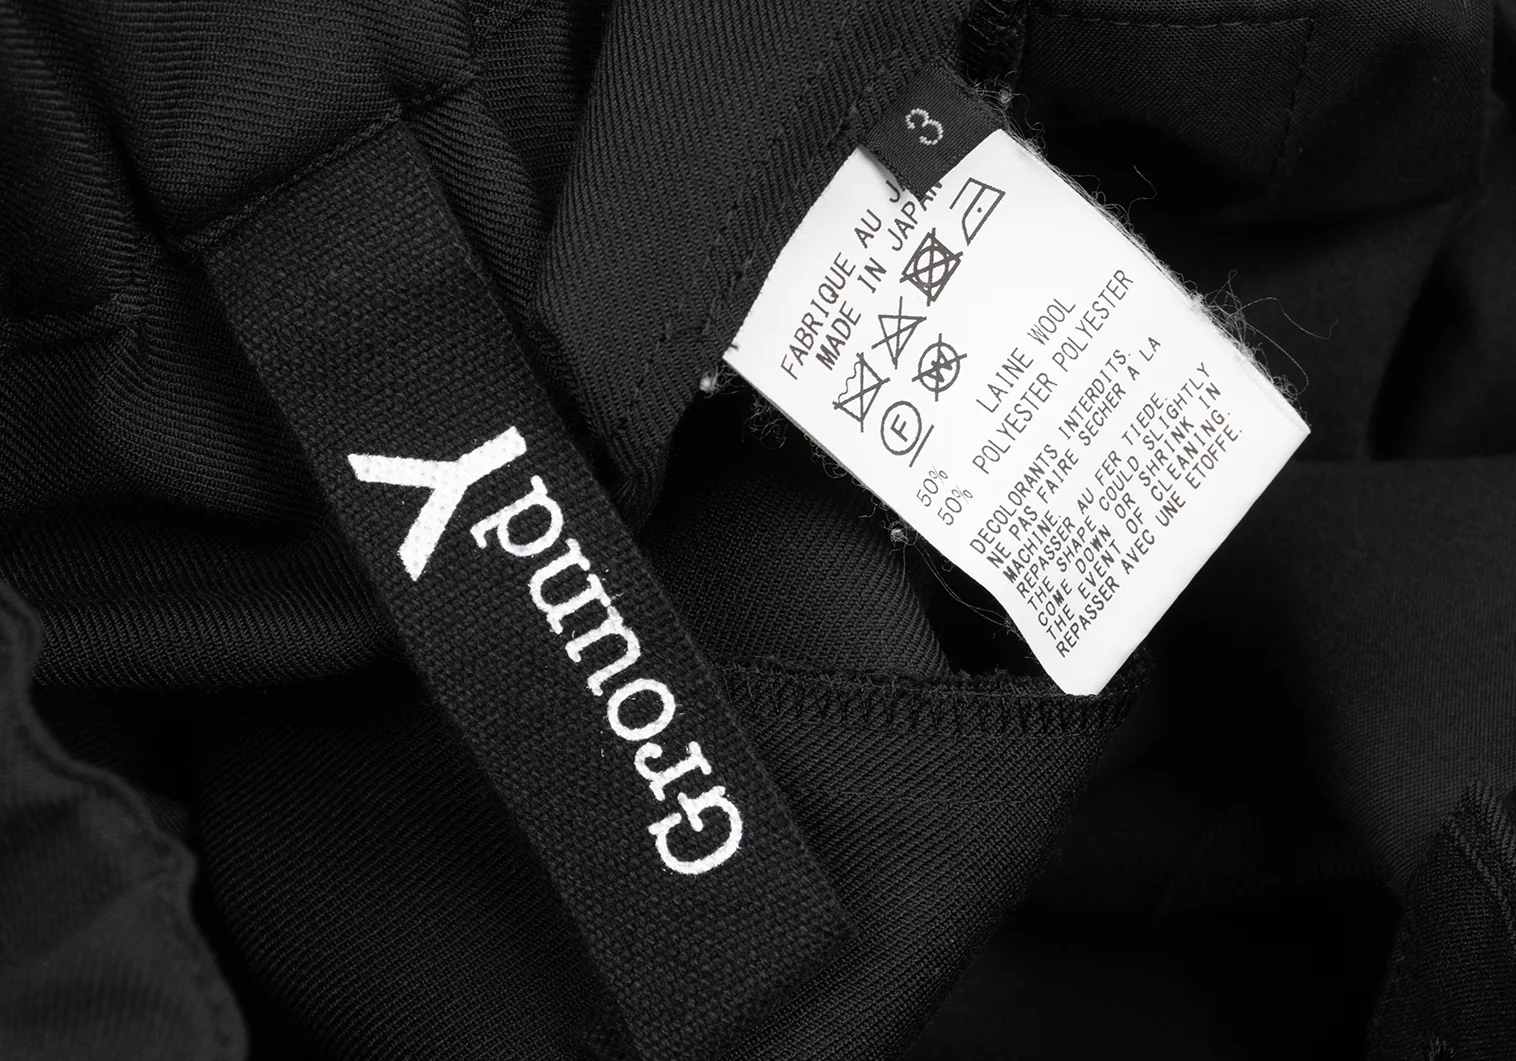 GroundY
3
FABRIQUE AU J
MADE IN JAPAN
W
F
50% LAINE WOOL
50% POLYESTER POLYESTER
DECOLORANTS INTERDITS.
NE PAS FAIRE SECHER A LA
MACHINE.
REPASSER AU FER TIEDE.
THE SHAPE COULD SLIGHTLY
COME DOWN OR SHRINK IN
THE EVENT OF CLEANING.
REPASSER AVEC UNE ETOFFE.